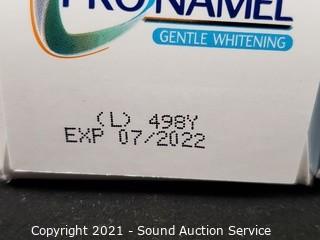 PRONAMEL
GENTLE WHITENING
(L) 498Y
EXP 07/2022
Copyright 2021 - Sound Auction Service